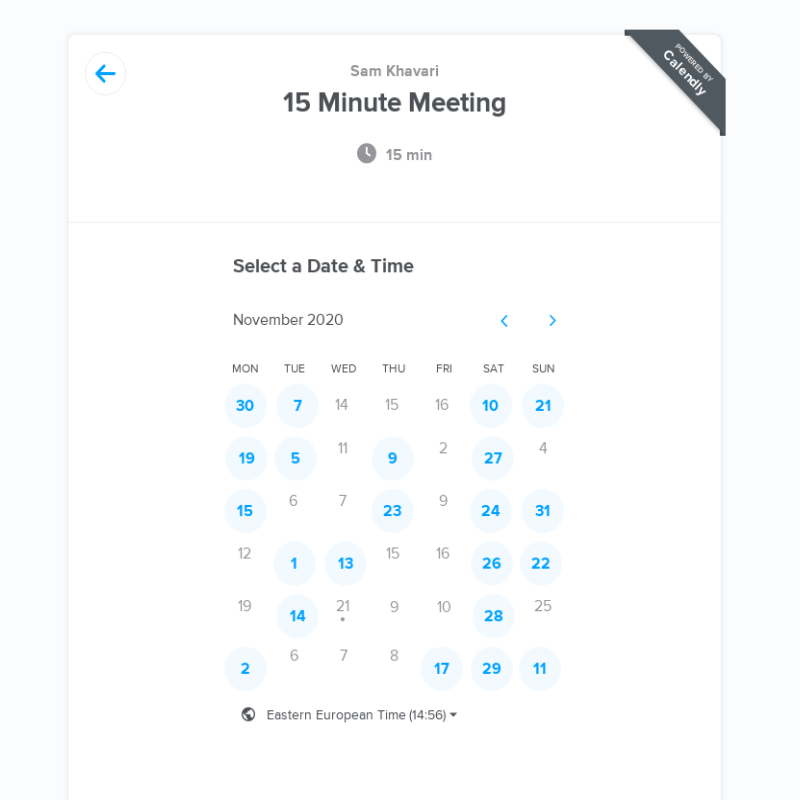 Sam Khavari
15 Minute Meeting
15 min
POWERED BY
Calendly
Select a Date & Time
November 2020
MON TUE WED THU FRI SAT SUN
30 7 14 15 16 10 21
19 5 11 9 2 27 4
15 6 7 23 9 24 31
12 1 13 15 16 26 22
19 14 21 9 10 28 25
2 6 7 8 17 29 11
Eastern European Time (14:56)